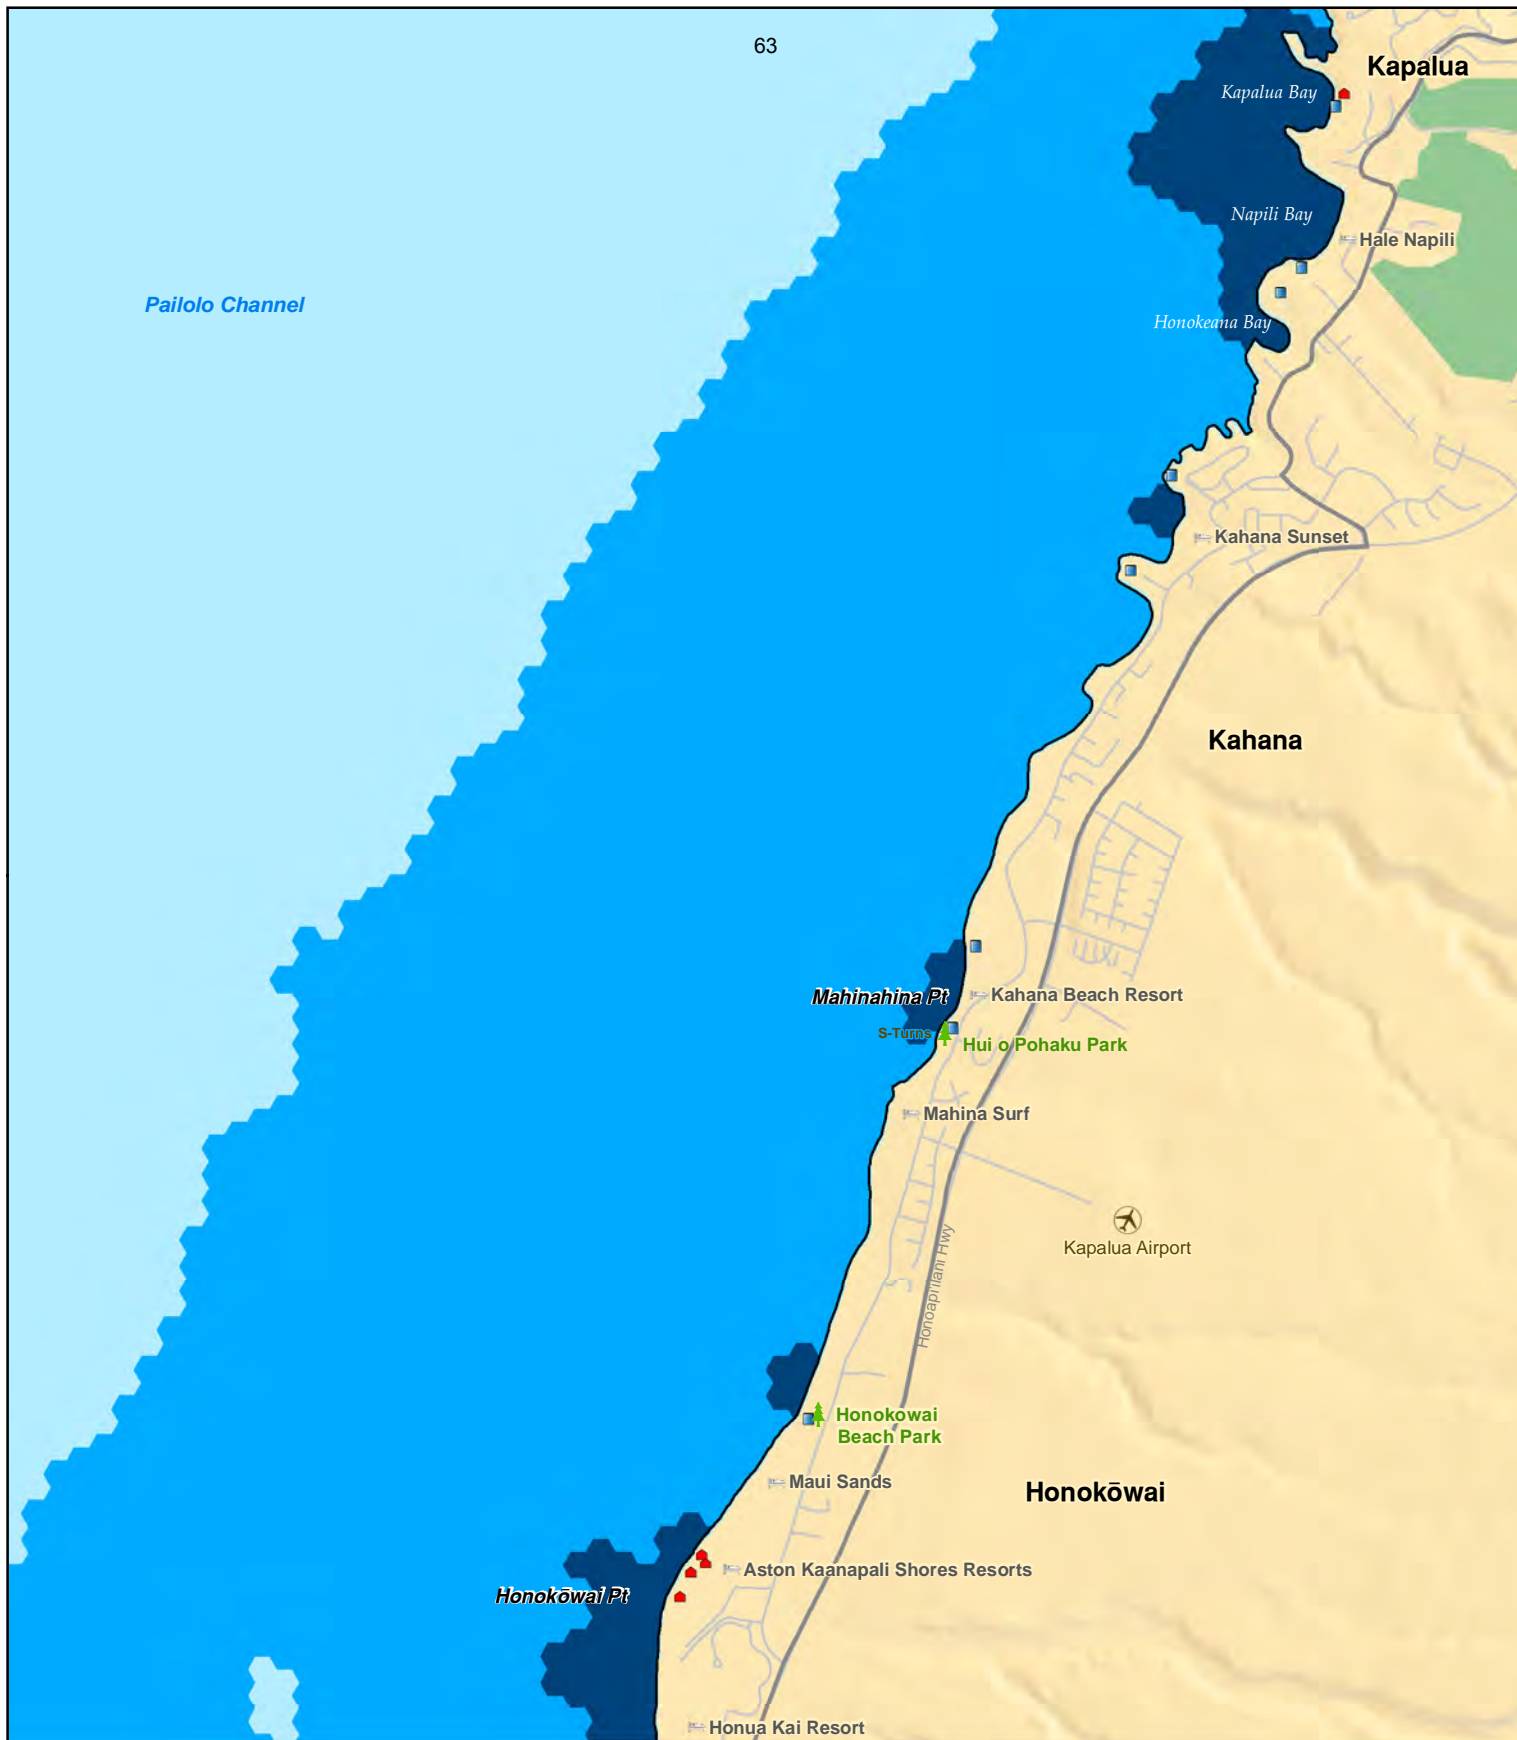 63
Kapalua
Kapalua Bay
Napili Bay
Hale Napili
Pailolo Channel
Honokeana Bay
Kahana Sunset
Kahana
Mahinahina Pt
Kahana Beach Resort
S-Turns
Hui o Pohaku Park
Mahina Surf
Kapalua Airport
Honoapi'ilani Hwy
Honokowai
Beach Park
Maui Sands
Honokōwai
Aston Kaanapali Shores Resorts
Honokōwai Pt
Honua Kai Resort